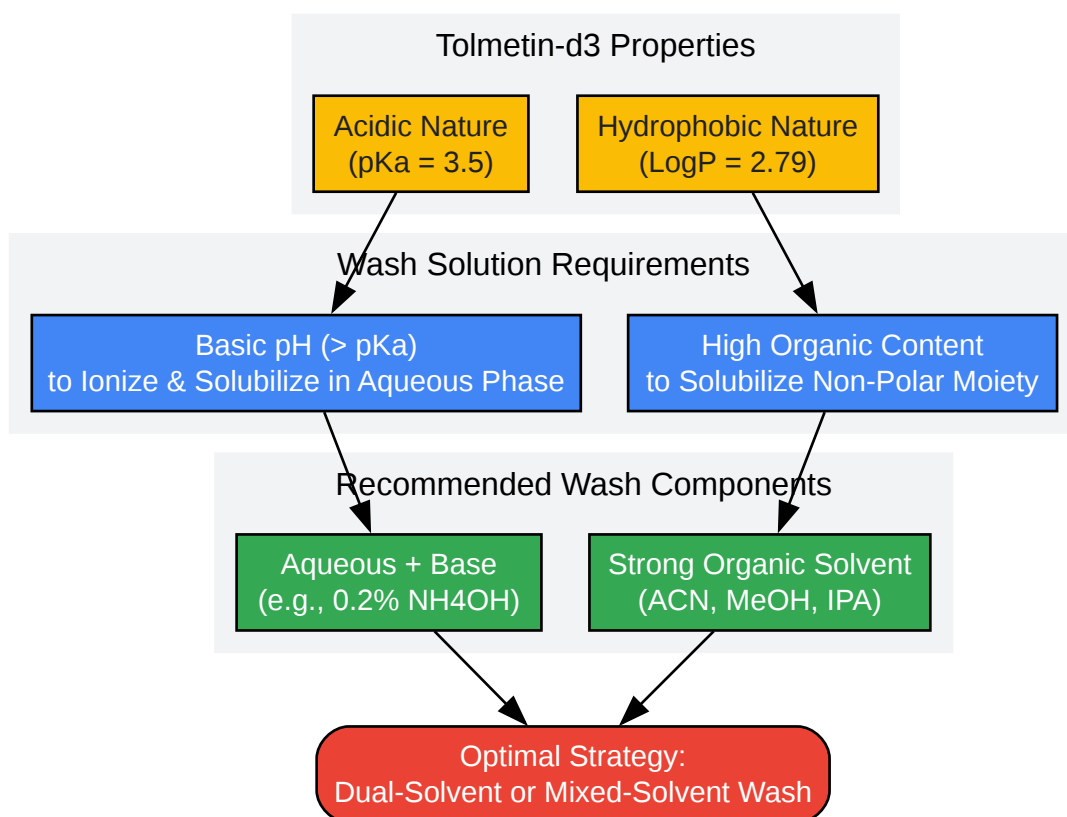 Tolmetin-d3 Properties
Acidic Nature
(pKa = 3.5)
Hydrophobic Nature
(LogP = 2.79)
Wash Solution Requirements
Basic pH (> pKa)
to Ionize & Solubilize in Aqueous Phase
High Organic Content
to Solubilize Non-Polar Moiety
Recommended Wash Components
Aqueous + Base
(e.g., 0.2% NH4OH)
Strong Organic Solvent
(ACN, MeOH, IPA)
Optimal Strategy:
Dual-Solvent or Mixed-Solvent Wash